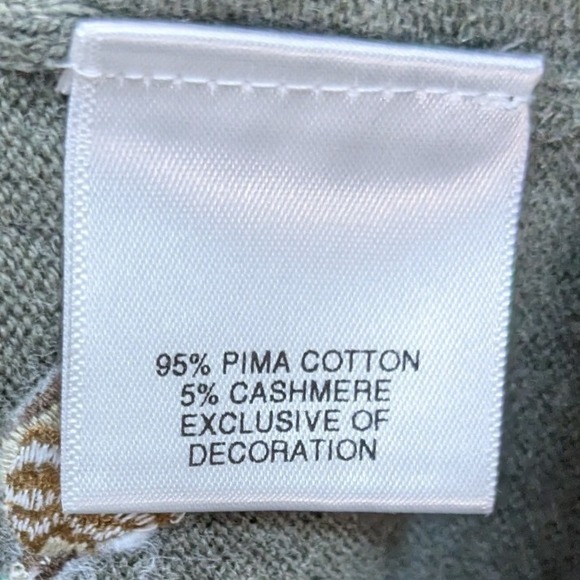 95% PIMA COTTON
5% CASHMERE
EXCLUSIVE OF
DECORATION